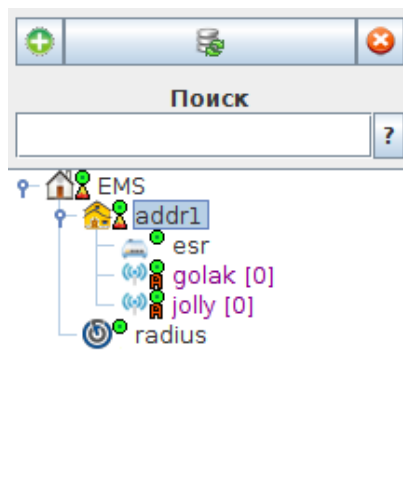 Поиск
?
EMS
addr1
esr
golak [0]
jolly [0]
radius